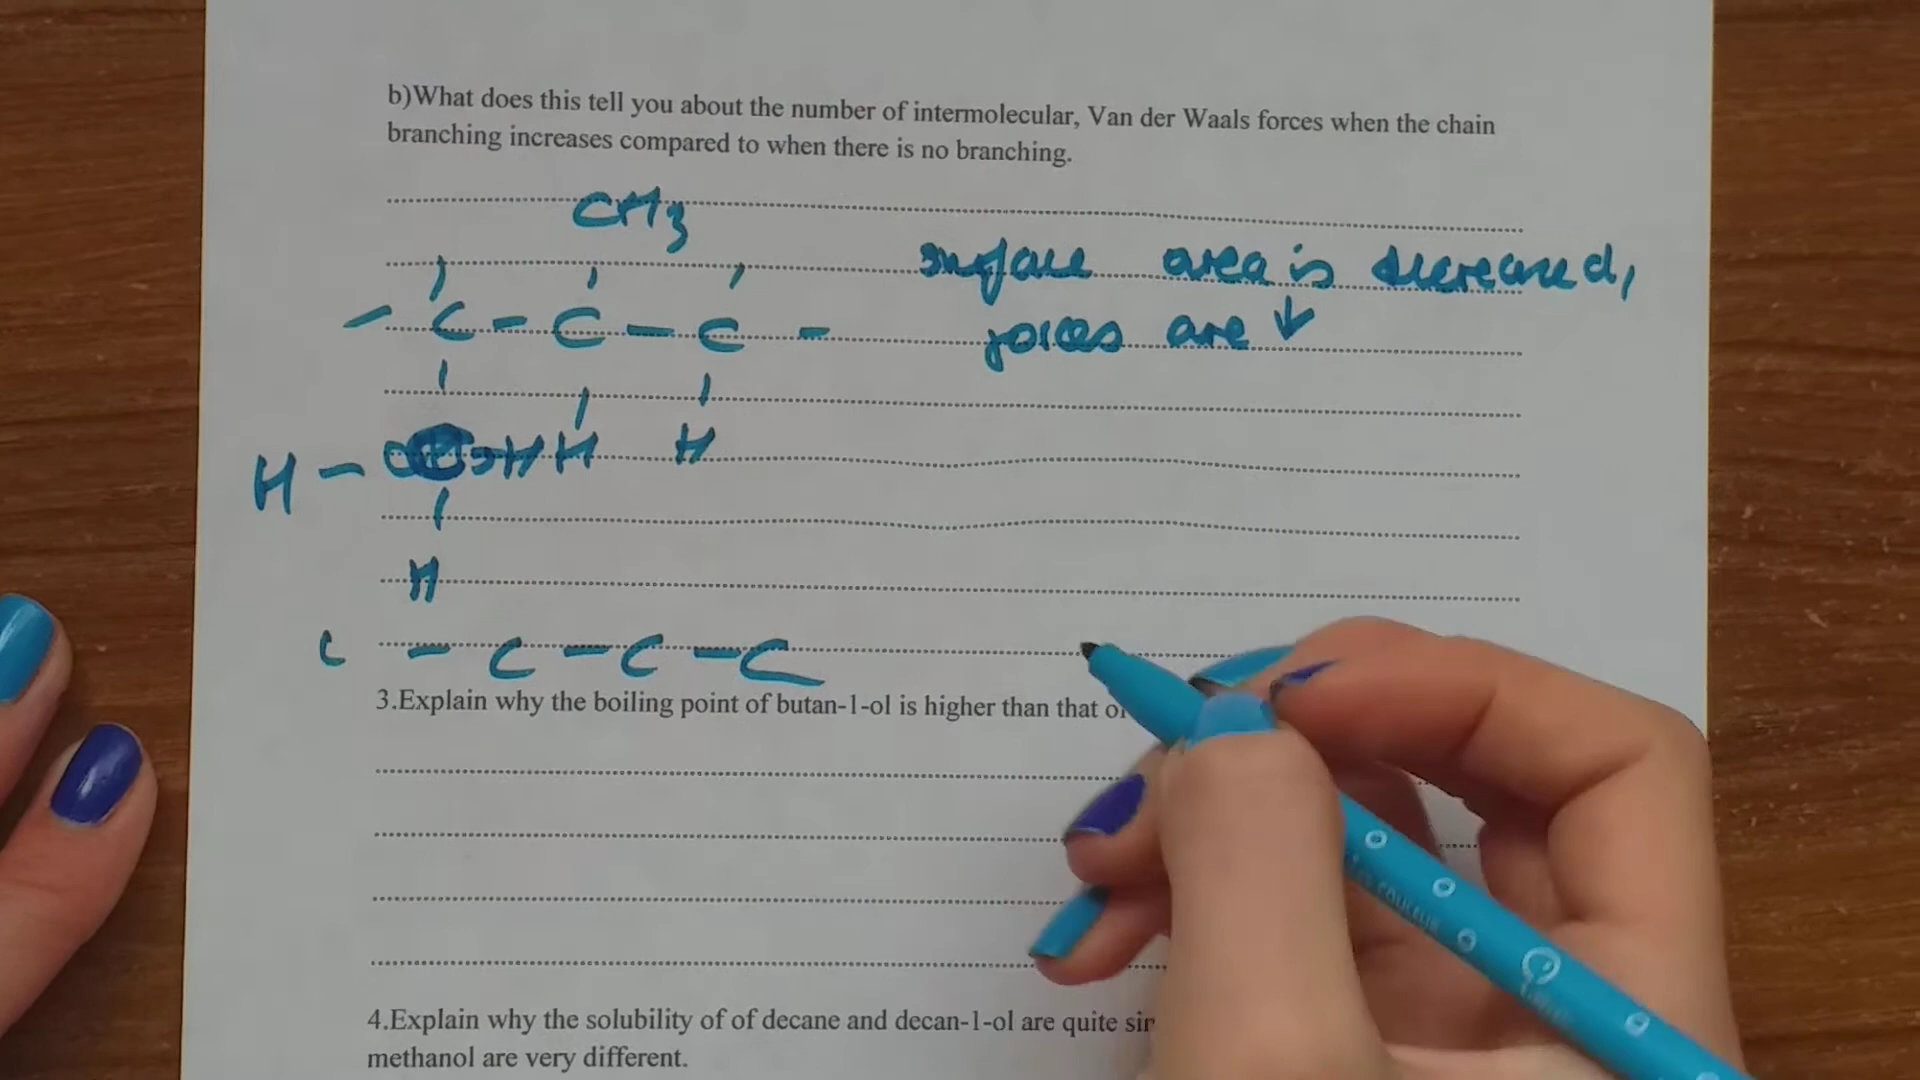 b)What does this tell you about the number of intermolecular, Van der Waals forces when the chain
branching increases compared to when there is no branching.
CH3
surface area is decreased,
- C - C - C -
forces are ↓
H - H H H
H
C - C - C - C
3.Explain why the boiling point of butan-1-ol is higher than that
4.Explain why the solubility of of decane and decan-1-ol are quite
methanol are very different.